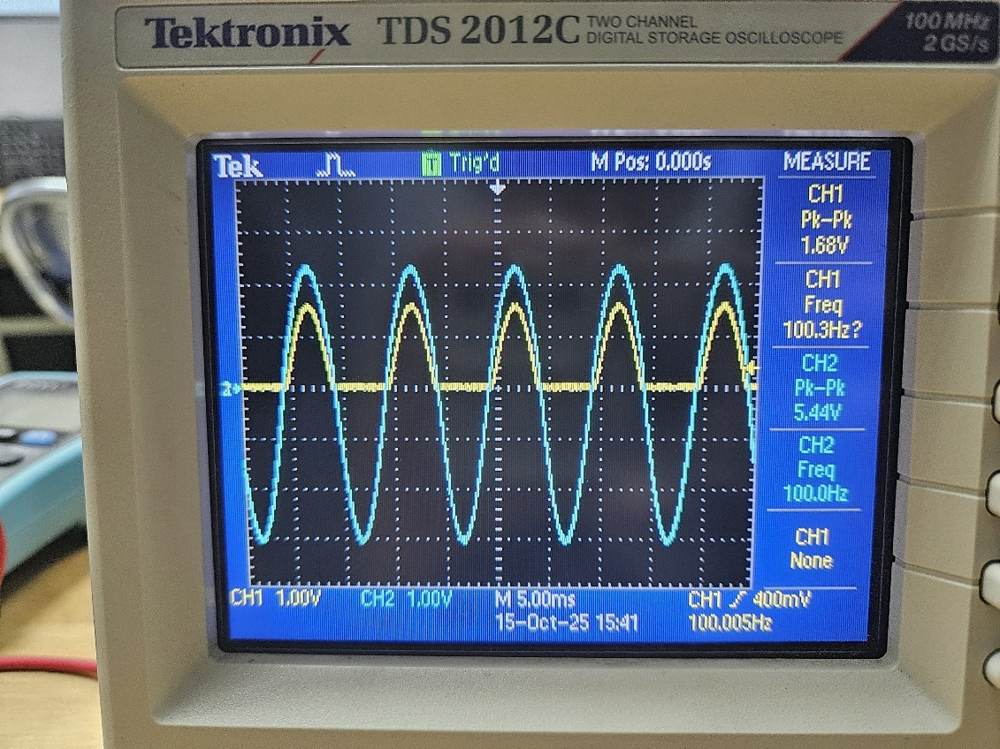 Tektronix TDS 2012C TWO CHANNEL
DIGITAL STORAGE OSCILLOSCOPE
100 MHz
2 GS/s
Tek Trig'd M Pos: 0.000s MEASURE
CH1
Pk-Pk
1.68V
CH1
Freq
100.3Hz?
CH2
Pk-Pk
5.44V
CH2
Freq
100.0Hz
CH1
None
2
CH1 1.00V CH2 1.00V M 5.00ms CH1 400mV
15-Oct-25 15:41 100.005Hz